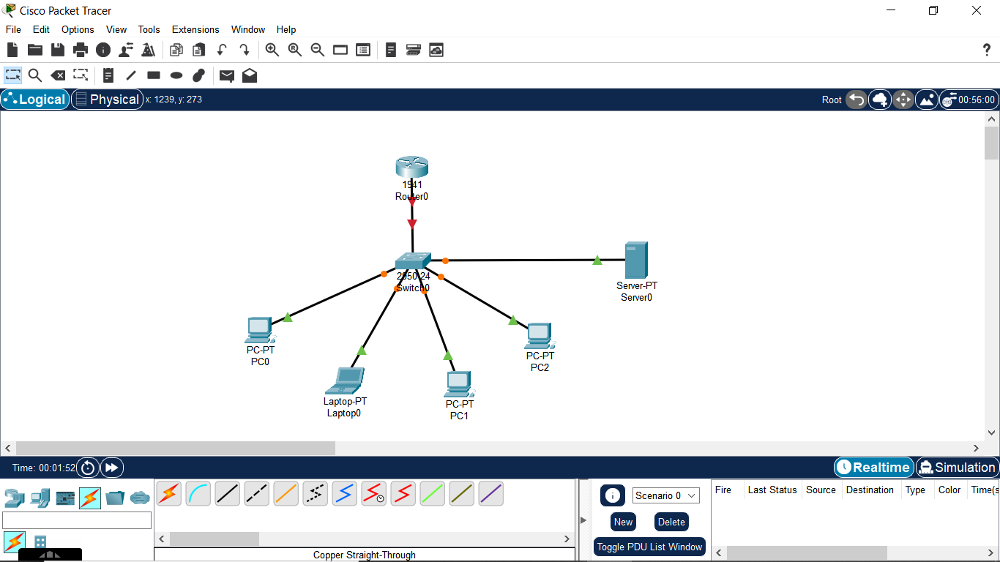 Cisco Packet Tracer
File Edit Options View Tools Extensions Window Help
Logical Physical x: 1239, y: 273 Root 00:56:00
1941
Router0
2950-24
Switch0
Server-PT
Server0
PC-PT
PC0
PC-PT
PC2
Laptop-PT
Laptop0
PC-PT
PC1
Time: 00:01:52 Realtime Simulation
Scenario 0
New Delete
Toggle PDU List Window
Fire Last Status Source Destination Type Color Time(s
Copper Straight-Through